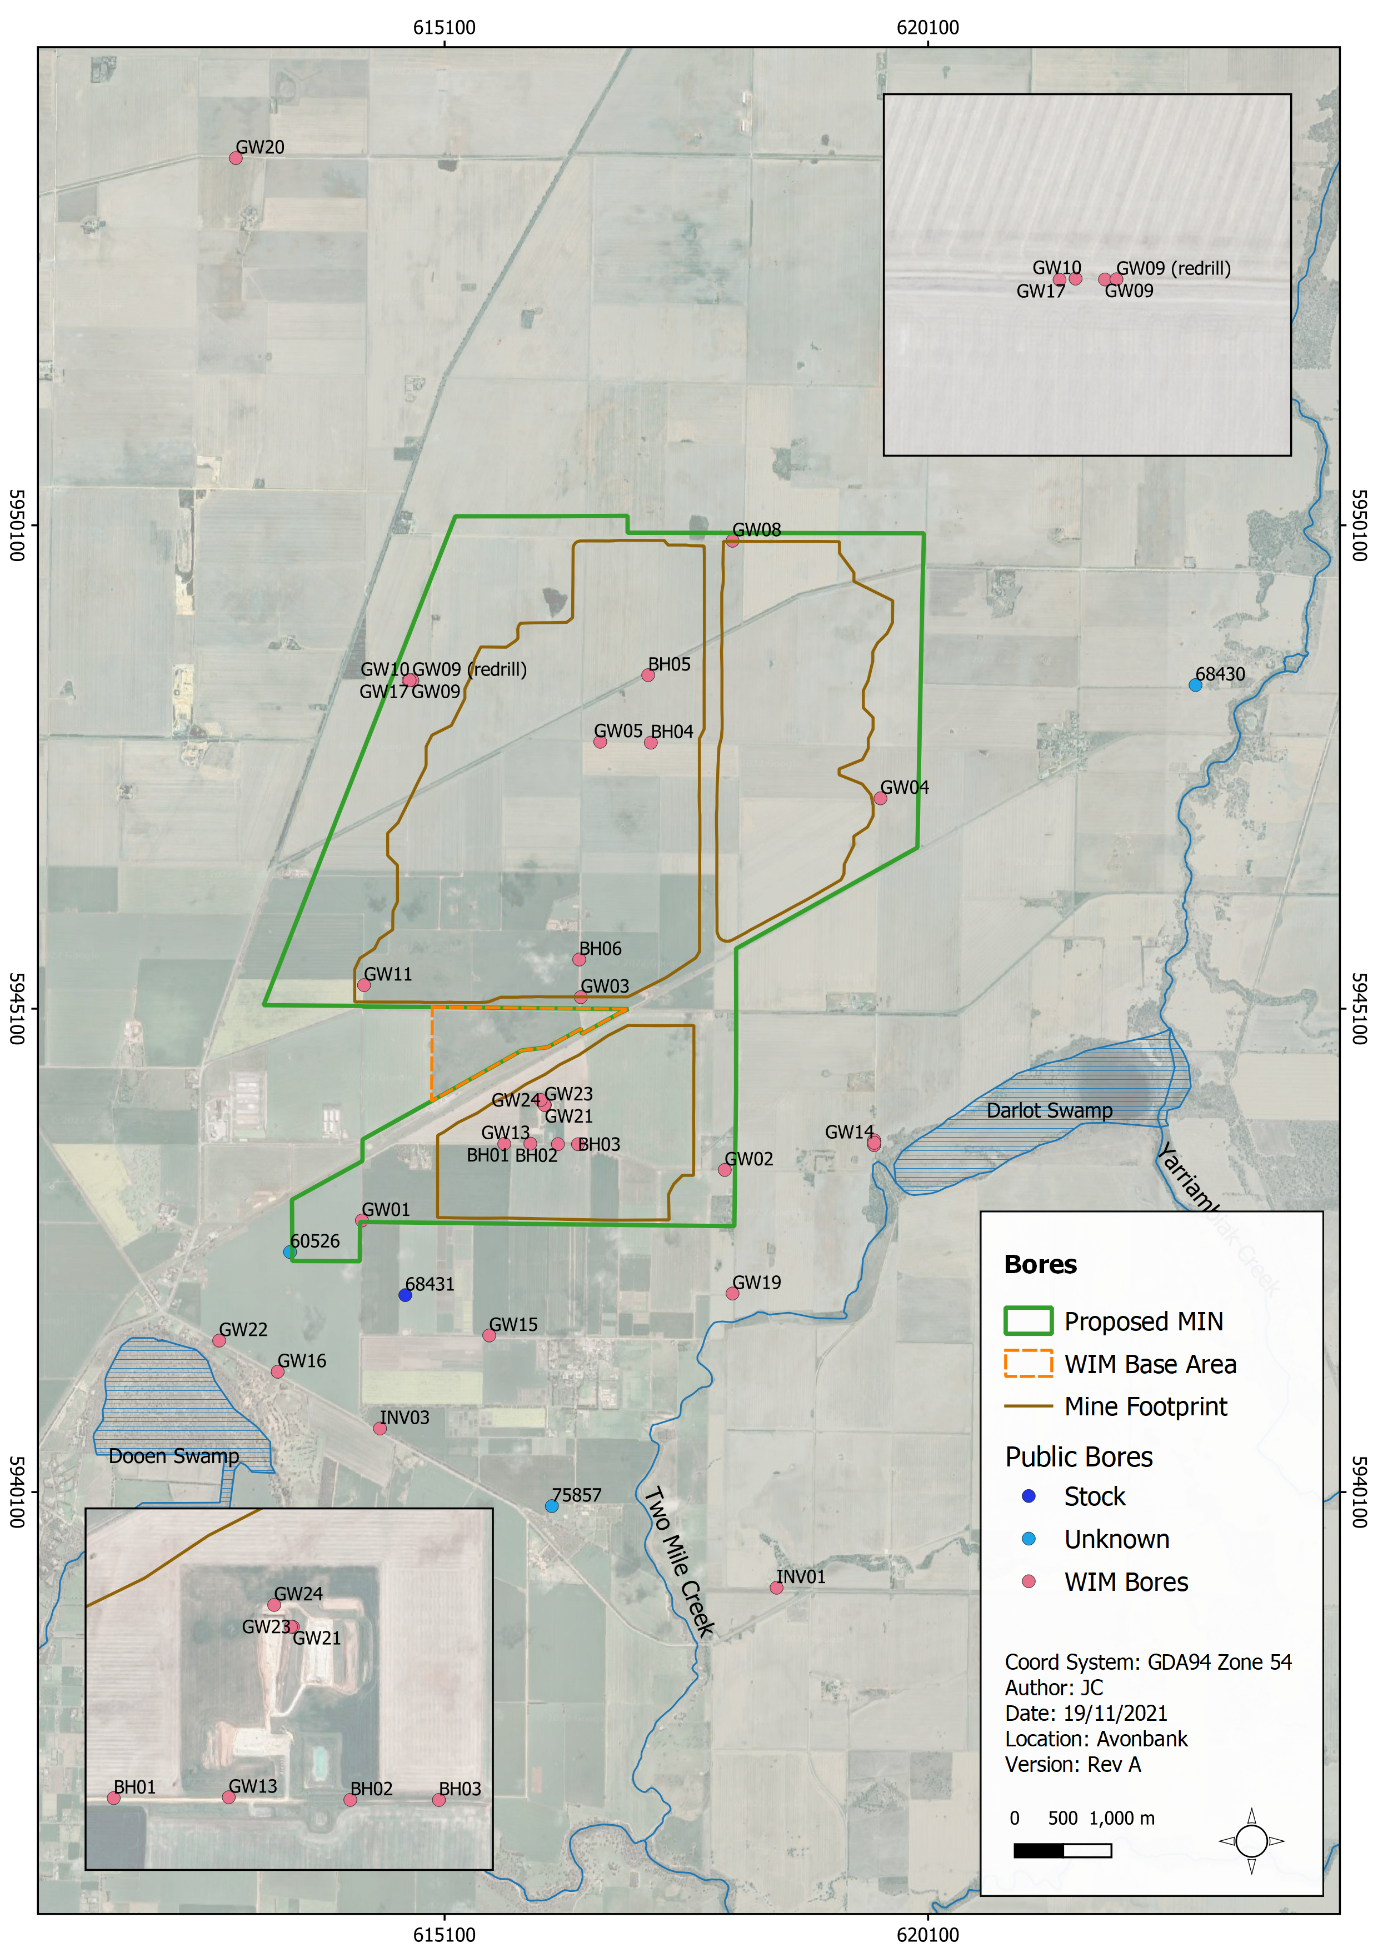 615100
620100
GW20
GW10
GW09 (redrill)
GW17
GW09
5950100
5950100
GW08
GW10
GW09 (redrill)
GW17
GW09
BH05
68430
GW05
BH04
GW04
BH06
GW11
GW03
5945100
5945100
GW24
GW23
GW21
Darlot Swamp
GW13
GW14
BH01
BH02
BH03
GW02
Yarriambiak Creek
GW01
60526
68431
GW19
GW22
GW15
GW16
INV03
Dooen Swamp
5940100
5940100
75857
Two Mile Creek
INV01
GW24
GW23
GW21
BH01
GW13
BH02
BH03
Bores
Proposed MIN
WIM Base Area
Mine Footprint
Public Bores
Stock
Unknown
WIM Bores
Coord System: GDA94 Zone 54
Author: JC
Date: 19/11/2021
Location: Avonbank
Version: Rev A
0 500 1,000 m
615100
620100